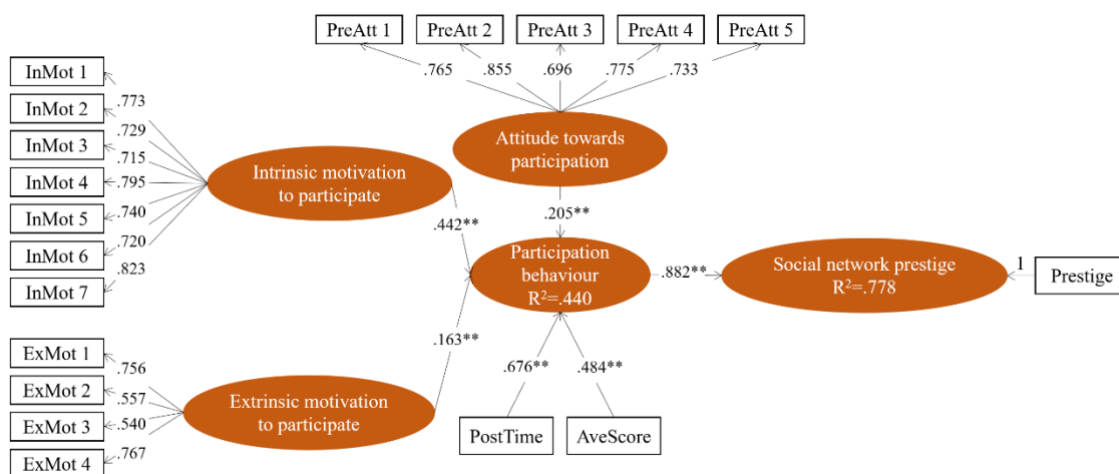 PreAtt 1
PreAtt 2
PreAtt 3
PreAtt 4
PreAtt 5
.765
.855
.696
.775
.733
Attitude towards
participation
.205**
InMot 1
InMot 2
InMot 3
InMot 4
InMot 5
InMot 6
InMot 7
.773
.729
.715
.795
.740
.720
.823
Intrinsic motivation
to participate
.442**
Participation
behaviour
R²=.440
.882**
Social network prestige
R²=.778
1
Prestige
ExMot 1
ExMot 2
ExMot 3
ExMot 4
.756
.557
.540
.767
Extrinsic motivation
to participate
.163**
.676**
.484**
PostTime
AveScore